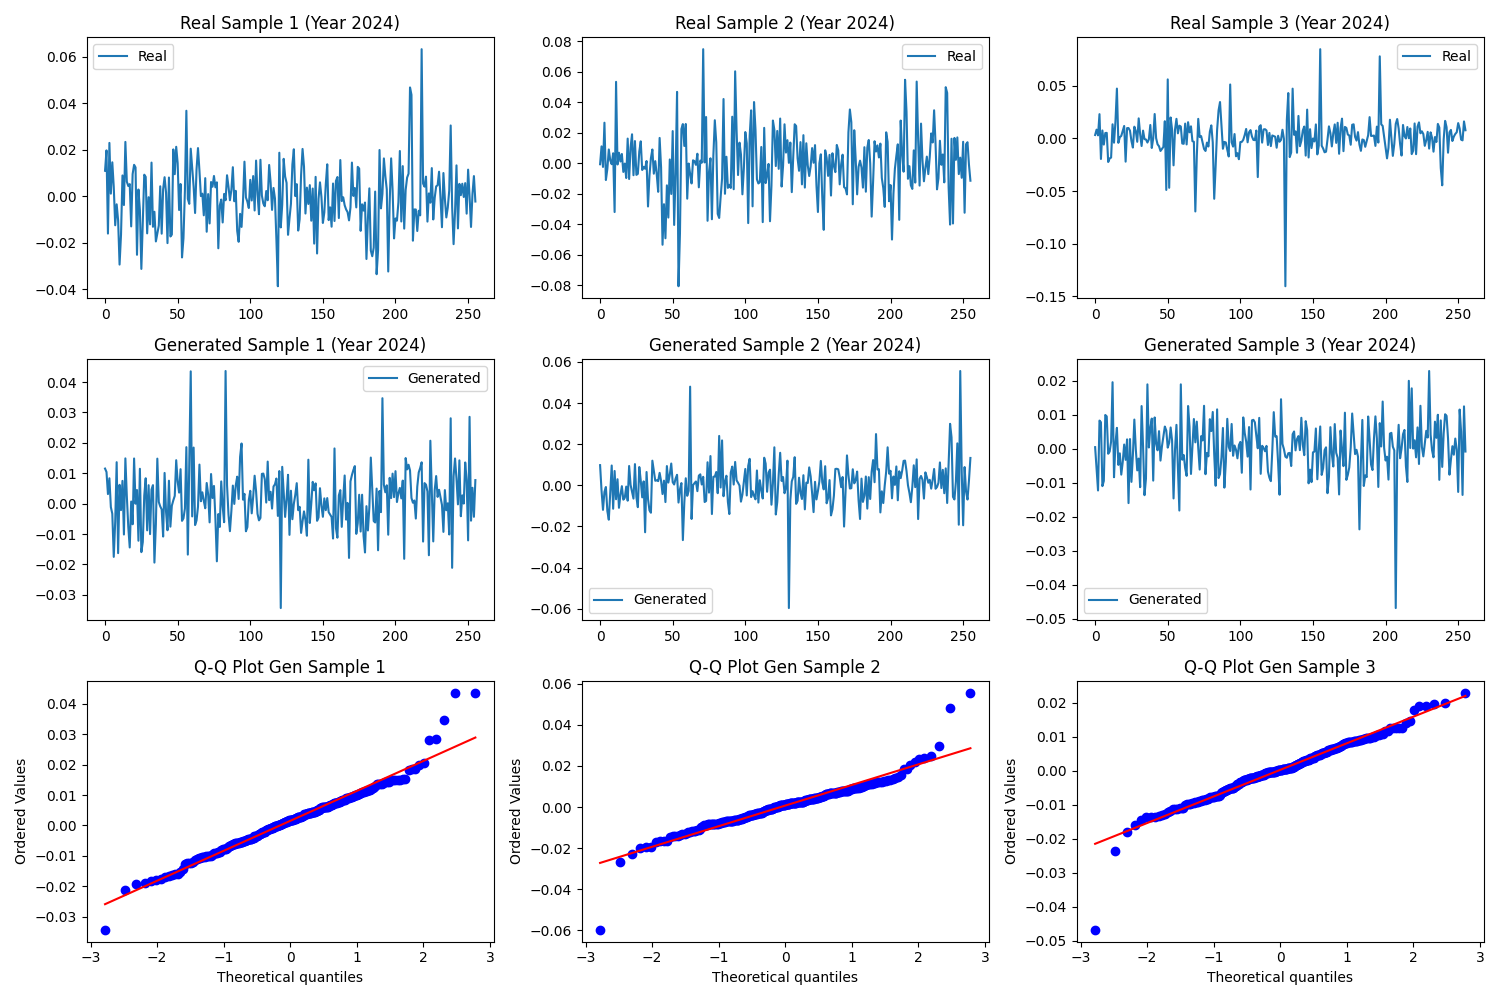 Real Sample 1 (Year 2024)
Real Sample 2 (Year 2024)
Real Sample 3 (Year 2024)
Real
Real
Real
0.06
0.04
0.02
0.00
−0.02
−0.04
0 50 100 150 200 250
0.08
0.06
0.04
0.02
0.00
−0.02
−0.04
−0.06
−0.08
0 50 100 150 200 250
0.05
0.00
−0.05
−0.10
−0.15
0 50 100 150 200 250
Generated Sample 1 (Year 2024)
Generated Sample 2 (Year 2024)
Generated Sample 3 (Year 2024)
Generated
Generated
Generated
0.04
0.03
0.02
0.01
0.00
−0.01
−0.02
−0.03
0 50 100 150 200 250
0.06
0.04
0.02
0.00
−0.02
−0.04
−0.06
0 50 100 150 200 250
0.02
0.01
0.00
−0.01
−0.02
−0.03
−0.04
−0.05
0 50 100 150 200 250
Q-Q Plot Gen Sample 1
Q-Q Plot Gen Sample 2
Q-Q Plot Gen Sample 3
Ordered Values
0.04
0.03
0.02
0.01
0.00
−0.01
−0.02
−0.03
−3 −2 −1 0 1 2 3
Theoretical quantiles
Ordered Values
0.06
0.04
0.02
0.00
−0.02
−0.04
−0.06
−3 −2 −1 0 1 2 3
Theoretical quantiles
Ordered Values
0.02
0.01
0.00
−0.01
−0.02
−0.03
−0.04
−0.05
−3 −2 −1 0 1 2 3
Theoretical quantiles